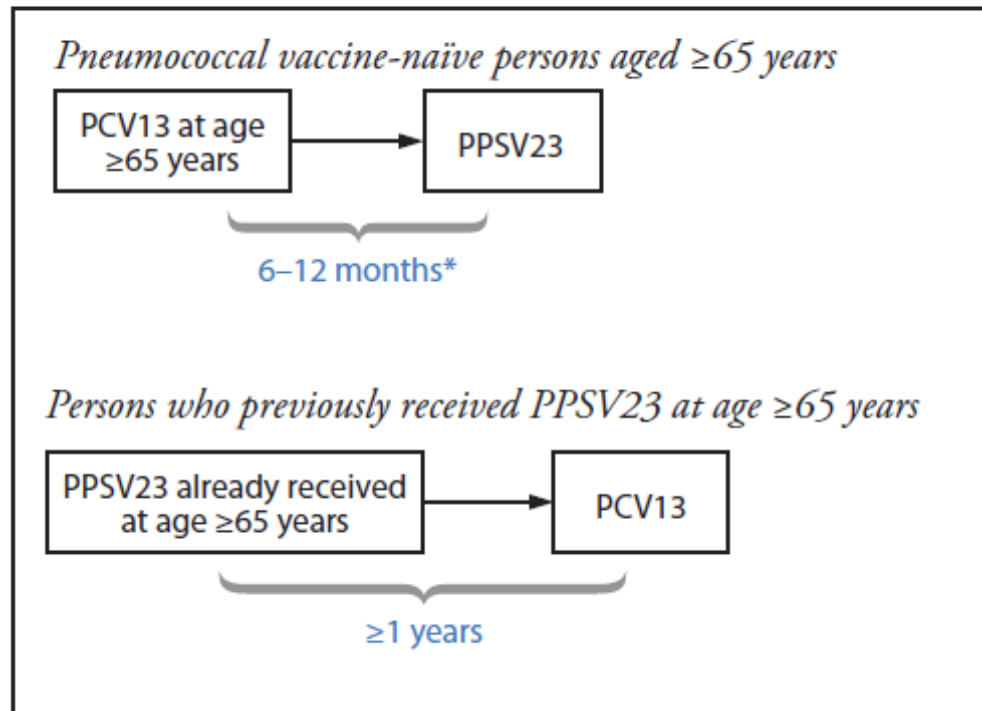 Pneumococcal vaccine-naïve persons aged ≥65 years
PCV13 at age
≥65 years
PPSV23
6–12 months*
Persons who previously received PPSV23 at age ≥65 years
PPSV23 already received
at age ≥65 years
PCV13
≥1 years